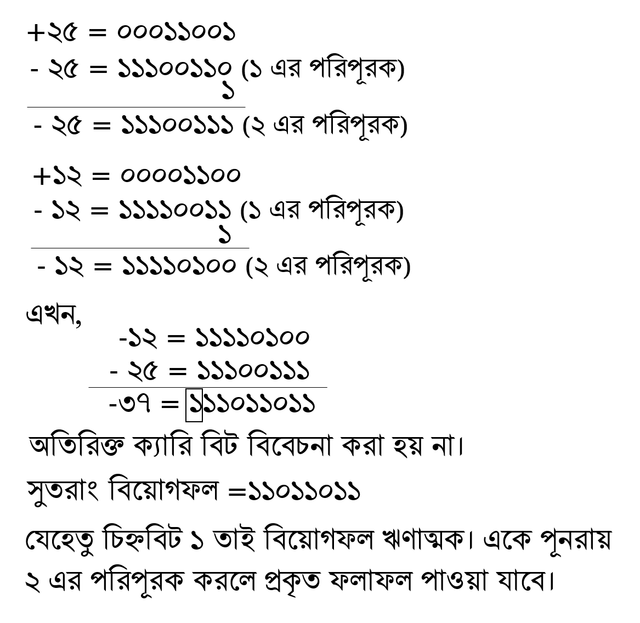 +২৫ = ০০০১১০০১
- ২৫ = ১১১০০১১০ (১ এর পরিপূরক)
১
- ২৫ = ১১১০০১১১ (২ এর পরিপূরক)
+১২ = ০০০০১১০০
- ১২ = ১১১১০০১১ (১ এর পরিপূরক)
১
- ১২ = ১১১১০১০০ (২ এর পরিপূরক)
এখন,
-১২ = ১১১১০১০০
- ২৫ = ১১১০০১১১
-৩৭ = ১১১০১১০১১
অতিরিক্ত ক্যারি বিট বিবেচনা করা হয় না।
সুতরাং বিয়োগফল =১১০১১০১১
যেহেতু চিহ্নবিট ১ তাই বিয়োগফল ঋণাত্মক। একে পূনরায়
২ এর পরিপূরক করলে প্রকৃত ফলাফল পাওয়া যাবে।